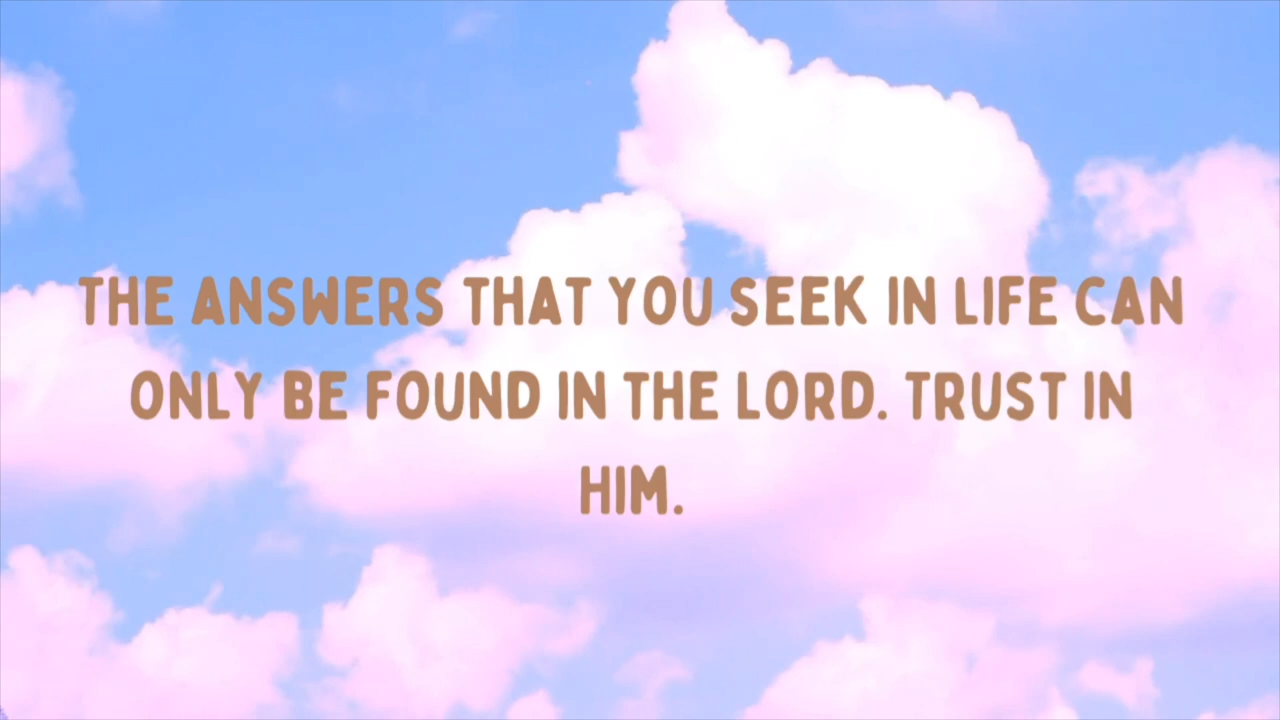 THE ANSWERS THAT YOU SEEK IN LIFE CAN
ONLY BE FOUND IN THE LORD. TRUST IN
HIM.